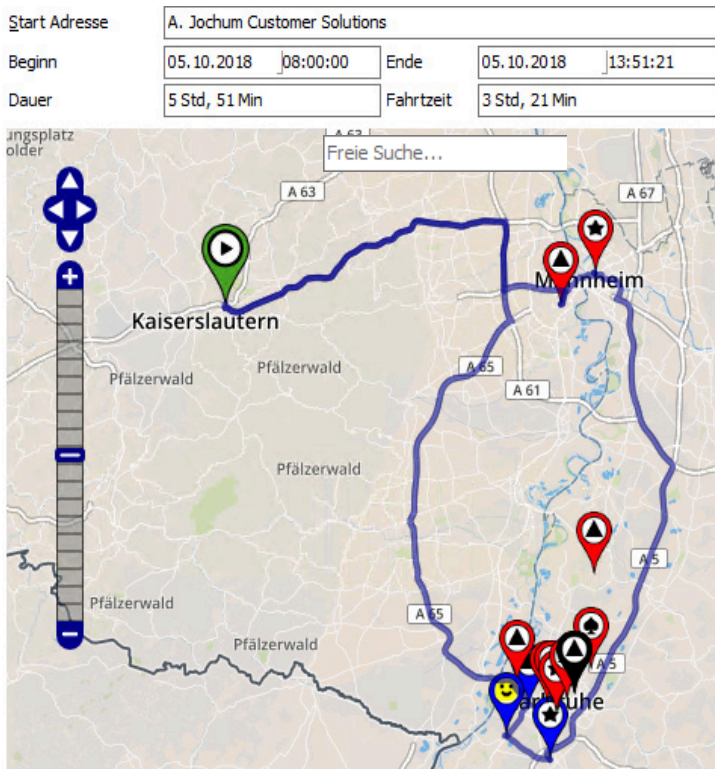 Start Adresse A. Jochum Customer Solutions
Beginn 05.10.2018 08:00:00 Ende 05.10.2018 13:51:21
Dauer 5 Std, 51 Min Fahrtzeit 3 Std, 21 Min
ungsplatz
older
A 63
Freie Suche...
A 63
A 67
Kaiserslautern
Pfälzerwald
Pfälzerwald
A 65
A 61
Pfälzerwald
A 5
Pfälzerwald
A 65
Pfälzerwald
A 5